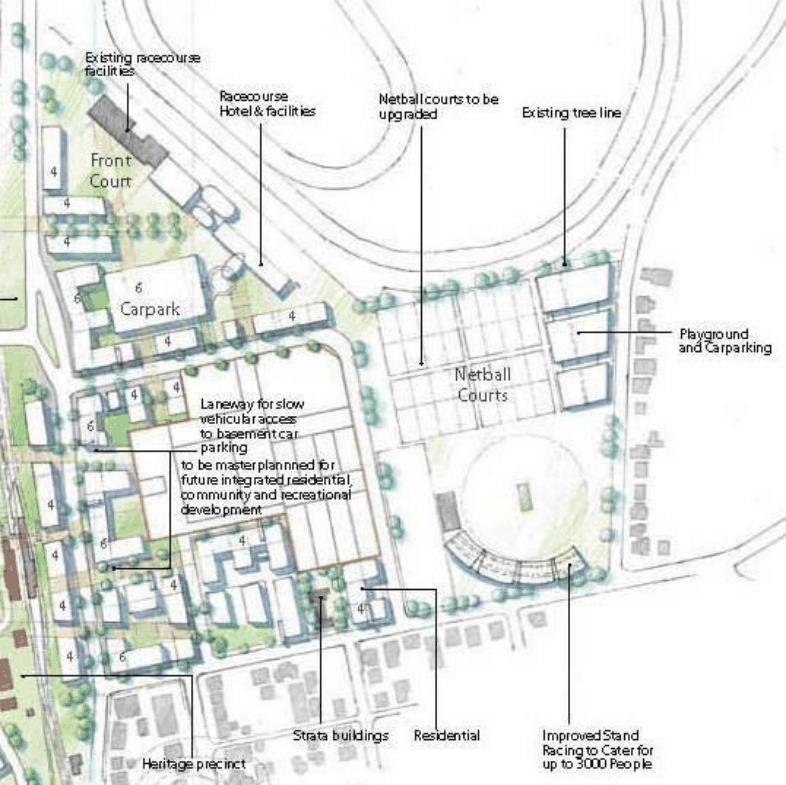 Existing racecourse
facilities
Racecourse
Hotel & facilities
Netball courts to be
upgraded
Existing tree line
Front
Court
4
4
4
6
6
Carpark
4
4
Playground
and Carparking
Netball
Courts
4
4
6
Laneway for slow
vehicular access
to basement car
parking
to be masterplannned for
future integrated residential,
community and recreational
development
4
6
4
4
4
4
4
4
6
Strata buildings
Residential
Improved Stand
Racing to Cater for
up to 3000 People
Heritage precinct